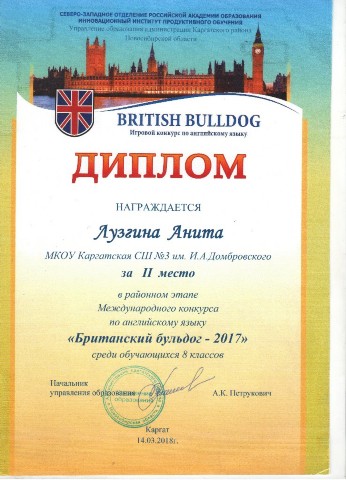 СЕВЕРО-ЗАПАДНОЕ ОТДЕЛЕНИЕ РОССИЙСКОЙ АКАДЕМИИ ОБРАЗОВАНИЯ
ИННОВАЦИОННЫЙ ИНСТИТУТ ПРОДУКТИВНОГО ОБУЧЕНИЯ
Управление образования администрации Каргатского района
Новосибирской области
BRITISH BULLDOG
Игровой конкурс по английскому языку
ДИПЛОМ
НАГРАЖДАЕТСЯ
Лузгина Анита
МКОУ Каргатская СШ №3 им. И.А.Домбровского
за II место
в районном этапе
Международного конкурса
по английскому языку
«Британский бульдог - 2017»
среди обучающихся 8 классов
Начальник
управления образования А.К. Петрукович
Каргат
14.03.2018г.